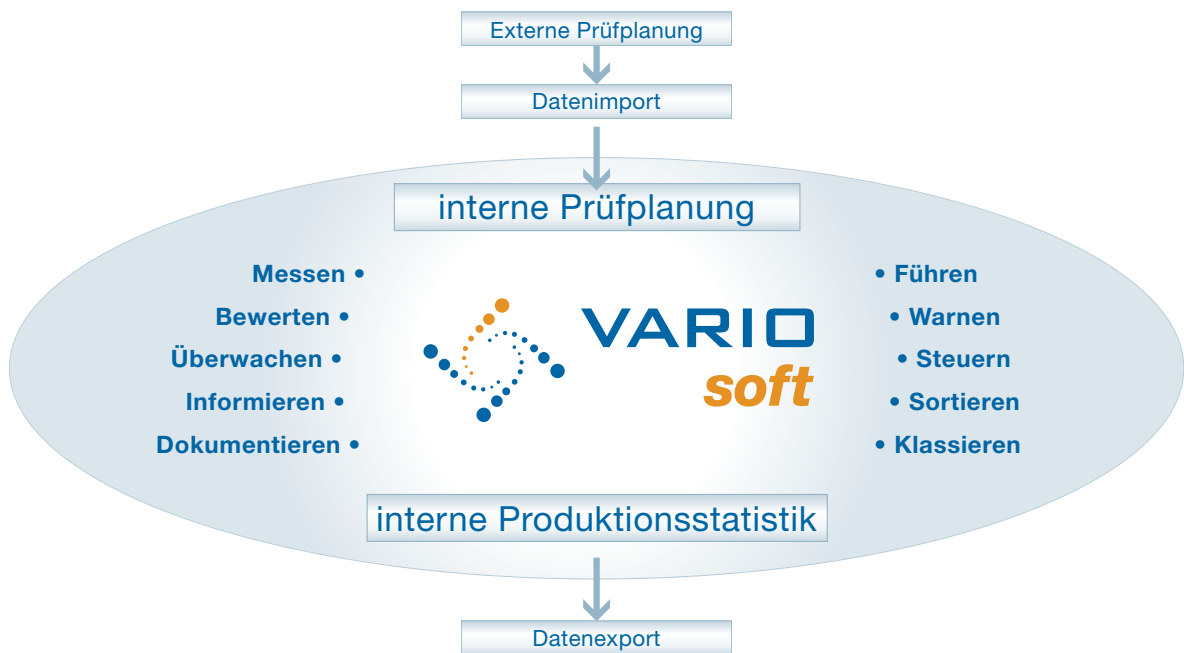 Externe Prüfplanung
Datenimport
interne Prüfplanung
Messen •
Bewerten •
Überwachen •
Informieren •
Dokumentieren •
VARIO
soft
• Führen
• Warnen
• Steuern
• Sortieren
• Klassieren
interne Produktionsstatistik
Datenexport